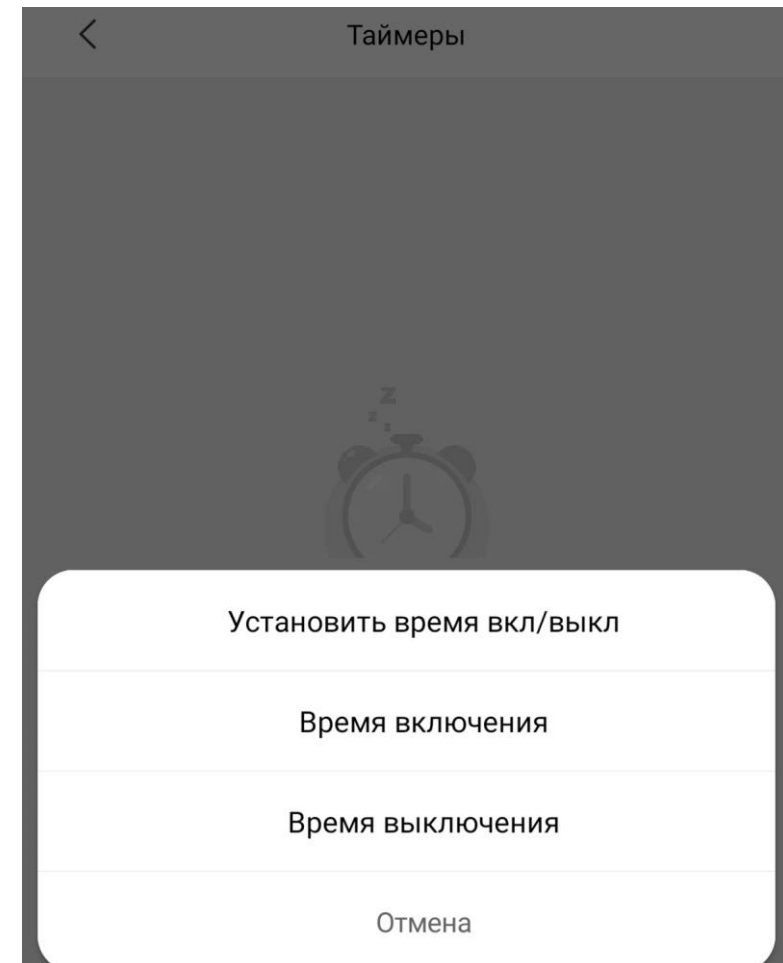 Таймеры
z
z
z
Установить время вкл/выкл
Время включения
Время выключения
Отмена